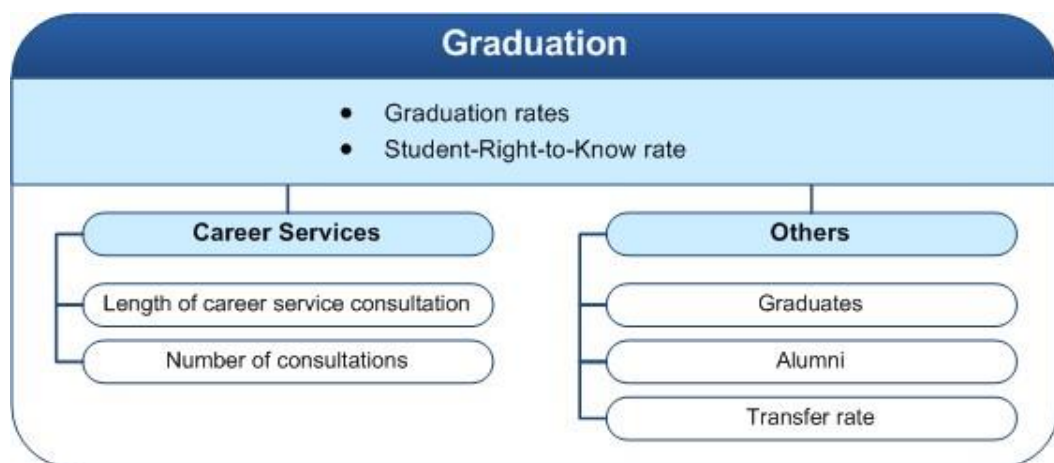 Graduation
Graduation rates
Student-Right-to-Know rate
Career Services
Length of career service consultation
Number of consultations
Others
Graduates
Alumni
Transfer rate